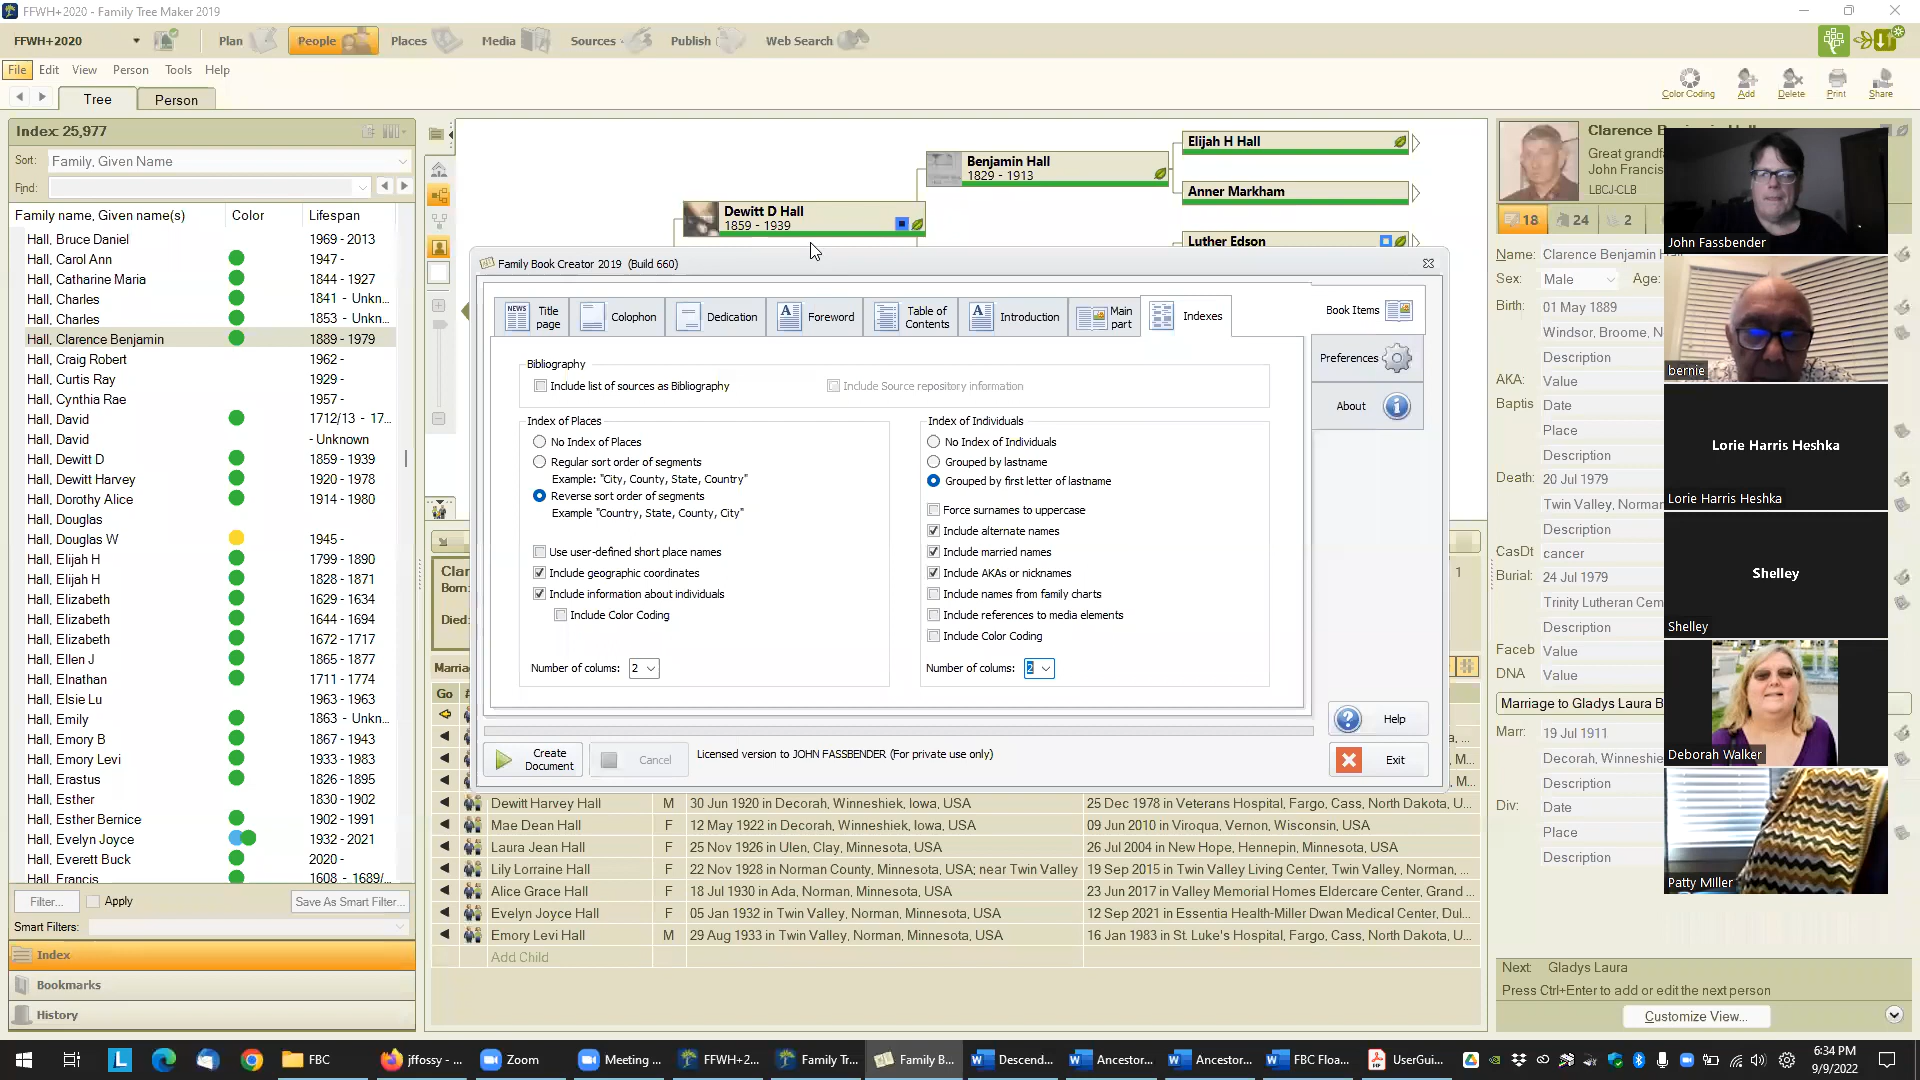 FFWH+2020 - Family Tree Maker 2019
FFWH+2020
Plan
People
Places
Media
Sources
Publish
Web Search
File Edit View Person Tools Help
Color Coding
Add
Delete
Print
Share
Tree
Person
Index: 25,977
Sort: Family, Given Name
Find:
Family name, Given name(s) Color Lifespan
Hall, Bruce Daniel 1969 - 2013
Hall, Carol Ann 1947 -
Hall, Catharine Maria 1844 - 1927
Hall, Charles 1841 - Unkn...
Hall, Charles 1853 - Unkn...
Hall, Clarence Benjamin 1889 - 1979
Hall, Craig Robert 1962 -
Hall, Curtis Ray 1929 -
Hall, Cynthia Rae 1957 -
Hall, David 1712/13 - 17...
Hall, David - Unknown
Hall, Dewitt D 1859 - 1939
Hall, Dewitt Harvey 1920 - 1978
Hall, Dorothy Alice 1914 - 1980
Hall, Douglas
Hall, Douglas W 1945 -
Hall, Elijah H 1799 - 1890
Hall, Elijah H 1828 - 1871
Hall, Elizabeth 1629 - 1634
Hall, Elizabeth 1644 - 1694
Hall, Elizabeth 1672 - 1717
Hall, Ellen J 1865 - 1877
Hall, Elnathan 1711 - 1774
Hall, Elsie Lu 1963 - 1963
Hall, Emily 1863 - Unkn...
Hall, Emory B 1867 - 1943
Hall, Emory Levi 1933 - 1983
Hall, Erastus 1826 - 1895
Hall, Esther 1830 - 1902
Hall, Esther Bernice 1902 - 1991
Hall, Evelyn Joyce 1932 - 2021
Hall, Everett Buck 2020 -
Hall, Francis 1608 - 1689/...
Filter... Apply Save As Smart Filter...
Smart Filters:
Index
Bookmarks
History
Elijah H Hall
Benjamin Hall
1829 - 1913
Anner Markham
Dewitt D Hall
1859 - 1939
Luther Edson
Family Book Creator 2019 (Build 660)
Title page
Colophon
Dedication
Foreword
Table of Contents
Introduction
Main part
Indexes
Book Items
Preferences
About
Bibliography
Include list of sources as Bibliography
Include Source repository information
Index of Places
No Index of Places
Regular sort order of segments
Example: "City, County, State, Country"
Reverse sort order of segments
Example "Country, State, County, City"
Use user-defined short place names
Include geographic coordinates
Include information about individuals
Include Color Coding
Number of colums: 2
Index of Individuals
No Index of Individuals
Grouped by lastname
Grouped by first letter of lastname
Force surnames to uppercase
Include alternate names
Include married names
Include AKAs or nicknames
Include names from family charts
Include references to media elements
Include Color Coding
Number of colums: 2
Help
Create Document
Cancel
Licensed version to JOHN FASSBENDER (For private use only)
Exit
Clar
Born:
Died:
Marria
Go
1
a, ...
M...
M...
Dewitt Harvey Hall M 30 Jun 1920 in Decorah, Winneshiek, Iowa, USA 25 Dec 1978 in Veterans Hospital, Fargo, Cass, North Dakota, U...
Mae Dean Hall F 12 May 1922 in Decorah, Winneshiek, Iowa, USA 09 Jun 2010 in Viroqua, Vernon, Wisconsin, USA
Laura Jean Hall F 25 Nov 1926 in Ulen, Clay, Minnesota, USA 26 Jul 2004 in New Hope, Hennepin, Minnesota, USA
Lily Lorraine Hall F 22 Nov 1928 in Norman County, Minnesota, USA; near Twin Valley 19 Sep 2015 in Twin Valley Living Center, Twin Valley, Norman, ...
Alice Grace Hall F 18 Jul 1930 in Ada, Norman, Minnesota, USA 23 Jun 2017 in Valley Memorial Homes Eldercare Center, Grand ...
Evelyn Joyce Hall F 05 Jan 1932 in Twin Valley, Norman, Minnesota, USA 12 Sep 2021 in Essentia Health-Miller Dwan Medical Center, Dul...
Emory Levi Hall M 29 Aug 1933 in Twin Valley, Norman, Minnesota, USA 16 Jan 1983 in St. Luke's Hospital, Fargo, Cass, North Dakota, U...
Add Child
Clarence B
Great grandfa
John Francis
LBCJ-CLB
18 24 2
Name: Clarence Benjamin H
Sex: Male Age:
Birth: 01 May 1889
Windsor, Broome, N
Description
AKA: Value
Baptis Date
Place
Description
Death: 20 Jul 1979
Twin Valley, Norman
Description
CasDt cancer
Burial: 24 Jul 1979
Trinity Lutheran Cem
Description
Faceb Value
DNA Value
Marriage to Gladys Laura B
Marr: 19 Jul 1911
Decorah, Winneshie
Description
Div: Date
Place
Description
John Fassbender
bernie
Lorie Harris Heshka
Lorie Harris Heshka
Shelley
Shelley
Deborah Walker
Patty Miller
Next: Gladys Laura
Press Ctrl+Enter to add or edit the next person
Customize View...
L
FBC
jffossy - ...
Zoom
Meeting ...
FFWH+2...
Family Tr...
Family B...
Descend...
Ancestor...
Ancestor...
FBC Floa...
UserGui...
6:34 PM
9/9/2022